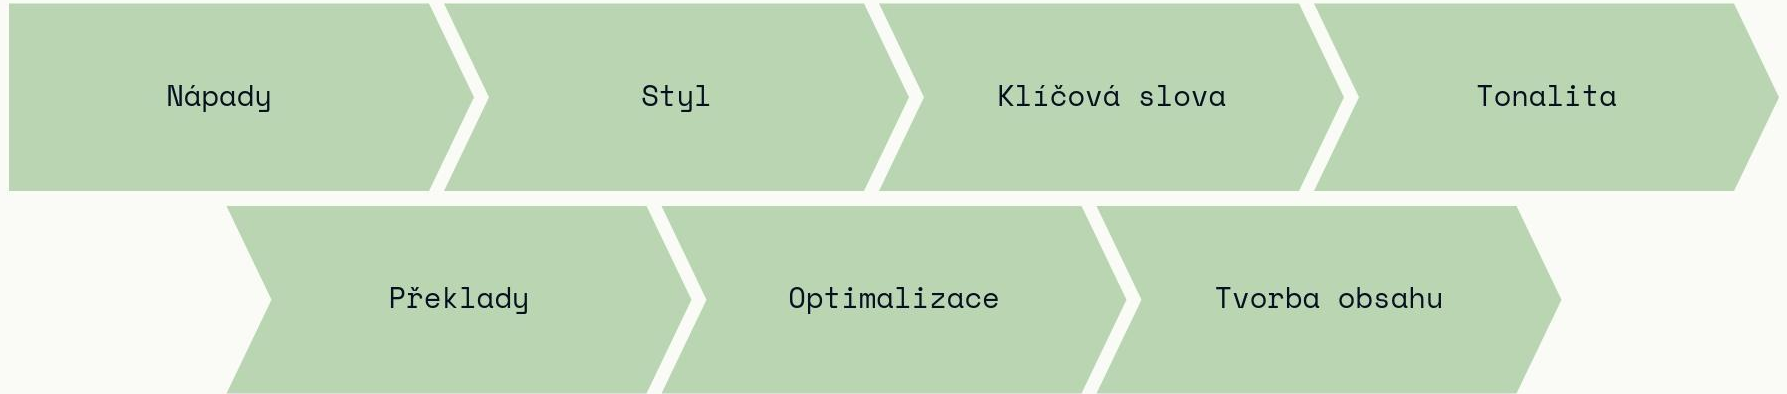 Nápady
Styl
Klíčová slova
Tonalita
Překlady
Optimalizace
Tvorba obsahu